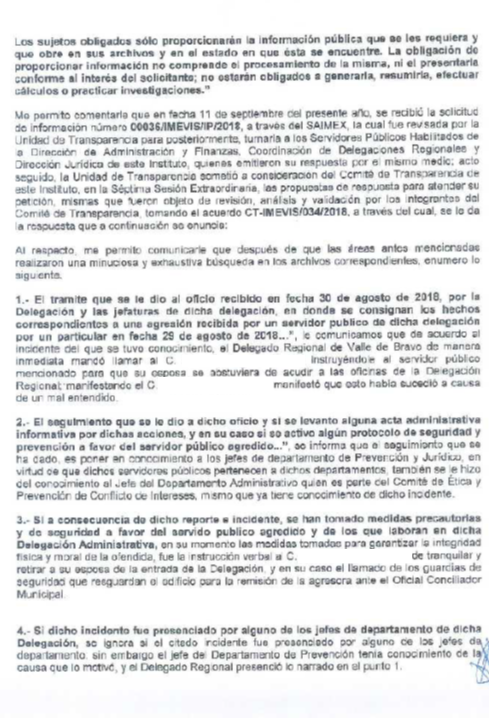 Los sujetos obligados sólo proporcionarán la información pública que se les requiera y
que obre en sus archivos y en el estado en que ésta se encuentre. La obligación de
proporcionar información no comprende el procesamiento de la misma, ni el presentarla
conforme al interés del solicitante; no estarán obligados a generarla, resumirla, efectuar
cálculos o practicar investigaciones."
Me permito comentarle que en fecha 11 de septiembre del presente año, se recibió la solicitud
de información número 00036/IMEVIS/IP/2018, a través del SAIMEX, la cual fue revisada por la
Unidad de Transparencia para posteriormente, turnarla a los Servidores Públicos Habilitados de
la Dirección de Administración y Finanzas, Coordinación de Delegaciones Regionales y
Dirección Jurídica de este Instituto, quienes emitieron su respuesta por el mismo medio; acto
seguido, la Unidad de Transparencia sometió a consideración del Comité de Transparencia de
este Instituto, en la Séptima Sesión Extraordinaria, las propuestas de respuesta para atender su
petición, mismas que fueron objeto de revisión, análisis y validación por los integrantes del
Comité de Transparencia, tomando el acuerdo CT-IMEVIS/034/2018, a través del cual, se le da
la respuesta que a continuación se enuncia:
Al respecto, me permito comunicarle que después de que las áreas antes mencionadas
realizaron una minuciosa y exhaustiva búsqueda en los archivos correspondientes, enumero lo
siguiente.
1.- El tramite que se le dio al oficio recibido en fecha 30 de agosto de 2018, por la
Delegación y las jefaturas de dicha delegación, en donde se consignan los hechos
correspondientes a una agresión recibida por un servidor publico de dicha delegación
por un particular en fecha 29 de agosto de 2018...", le comunicamos que de acuerdo al
incidente del que se tuvo conocimiento, el Delegado Regional de Valle de Bravo de manera
inmediata mandó llamar al C. Instruyéndole al servidor público
mencionado para que su esposa se abstuviera de acudir a las oficinas de la Delegación
Regional; manifestando el C. manifestó que esto había sucedió a causa
de un mal entendido.
2.- El seguimiento que se le dio a dicho oficio y si se levanto alguna acta administrativa
informativa por dichas acciones, y en su caso si se activo algún protocolo de seguridad y
prevención a favor del servidor público agredido...", se informa que el seguimiento que se
ha dado, es poner en conocimiento a los jefes de departamento de Prevención y Jurídico, en
virtud de que dichos servidores públicos pertenecen a dichos departamentos, también se le hizo
del conocimiento al Jefe del Departamento Administrativo quien es parte del Comité de Ética y
Prevención de Conflicto de Intereses, mismo que ya tiene conocimiento de dicho incidente.
3.- Si a consecuencia de dicho reporte e incidente, se han tomado medidas precautorias
y de seguridad a favor del servido publico agredido y de los que laboran en dicha
Delegación Administrativa, en su momento las medidas tomadas para garantizar la integridad
física y moral de la ofendida, fue la instrucción verbal a C. de tranquilar y
retirar a su esposa de la entrada de la Delegación, y en su caso el llamado de los guardias de
seguridad que resguardan el edificio para la remisión de la agresora ante el Oficial Conciliador
Municipal.
4.- Si dicho incidente fue presenciado por alguno de los jefes de departamento de dicha
Delegación, se ignora si el citado incidente fue presenciado por alguno de los jefes de
departamento, sin embargo el jefe del Departamento de Prevención tenía conocimiento de la
causa que lo motivó, y el Delegado Regional presenció lo narrado en el punto 1.